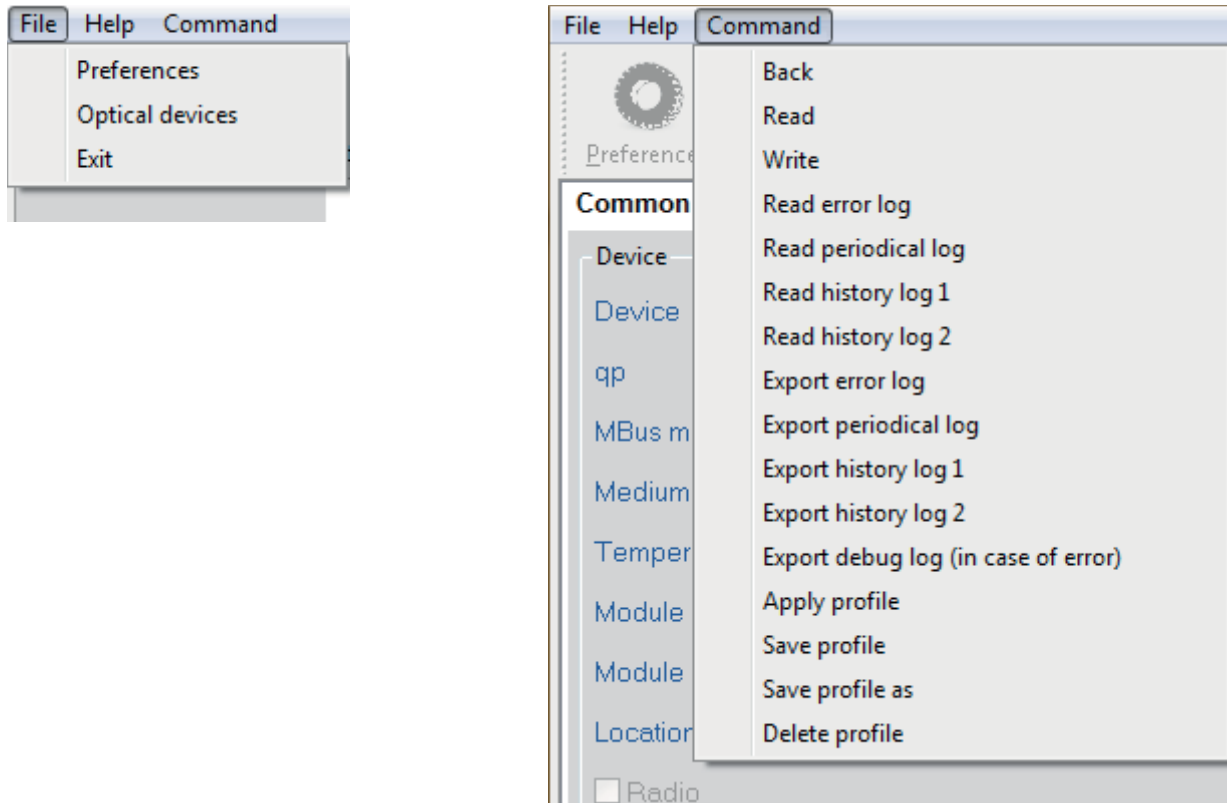 File Help Command
Preferences
Optical devices
Exit
File Help Command
Back
Read
Write
Read error log
Read periodical log
Read history log 1
Read history log 2
Export error log
Export periodical log
Export history log 1
Export history log 2
Export debug log (in case of error)
Apply profile
Save profile
Save profile as
Delete profile
Preference
Common
Device
Device
qp
MBus m
Medium
Temper
Module
Module
Location
Radio